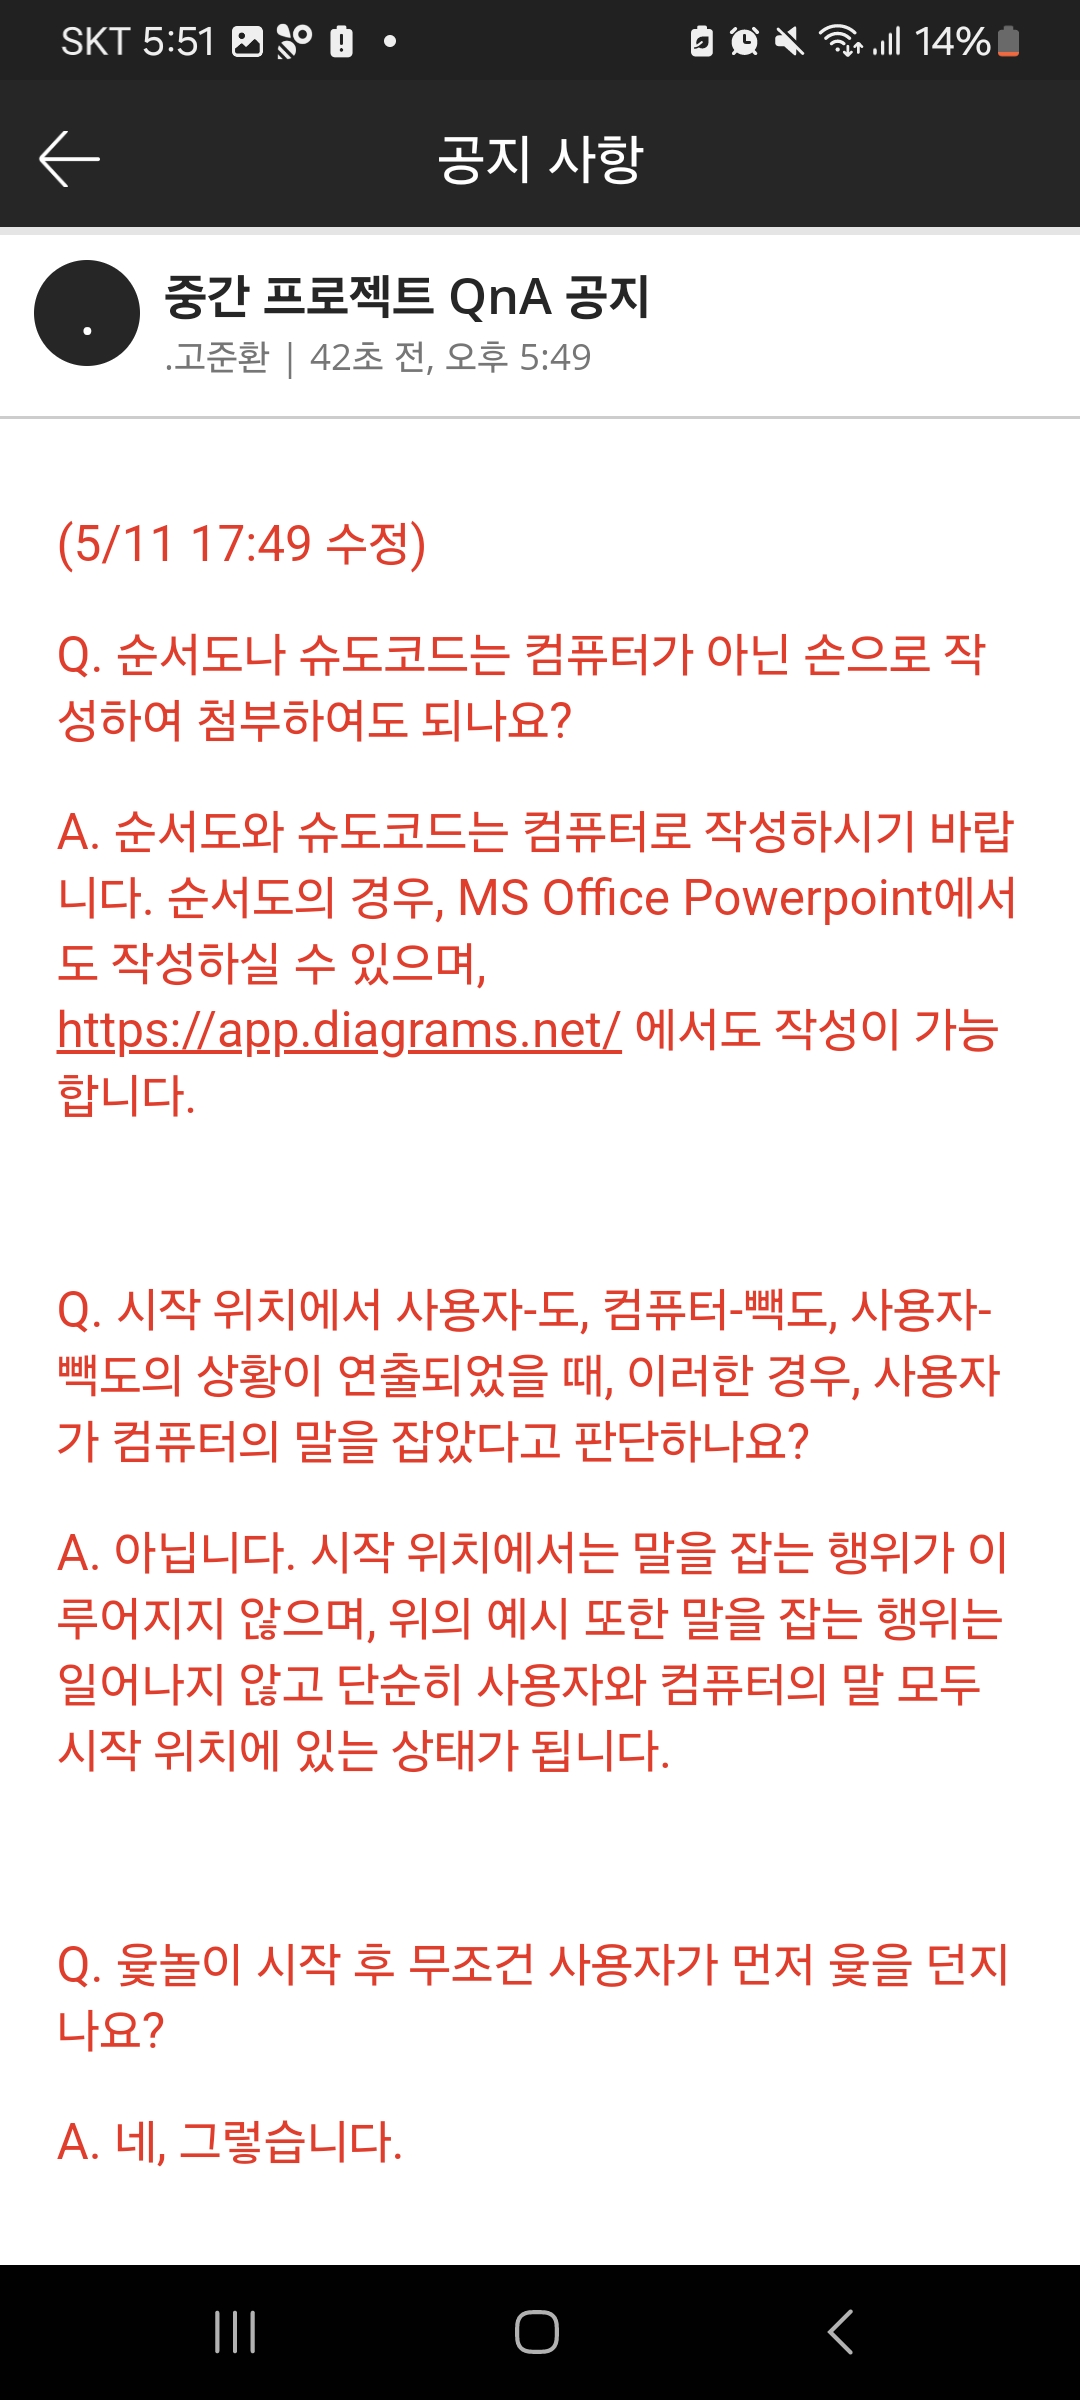 SKT 5:51
14%
공지 사항
.
중간 프로젝트 QnA 공지
.고준환 | 42초 전, 오후 5:49
(5/11 17:49 수정)
Q. 순서도나 슈도코드는 컴퓨터가 아닌 손으로 작
성하여 첨부하여도 되나요?
A. 순서도와 슈도코드는 컴퓨터로 작성하시기 바랍
니다. 순서도의 경우, MS Office Powerpoint에서
도 작성하실 수 있으며,
https://app.diagrams.net/ 에서도 작성이 가능
합니다.
Q. 시작 위치에서 사용자-도, 컴퓨터-빽도, 사용자-
빽도의 상황이 연출되었을 때, 이러한 경우, 사용자
가 컴퓨터의 말을 잡았다고 판단하나요?
A. 아닙니다. 시작 위치에서는 말을 잡는 행위가 이
루어지지 않으며, 위의 예시 또한 말을 잡는 행위는
일어나지 않고 단순히 사용자와 컴퓨터의 말 모두
시작 위치에 있는 상태가 됩니다.
Q. 윷놀이 시작 후 무조건 사용자가 먼저 윷을 던지
나요?
A. 네, 그렇습니다.